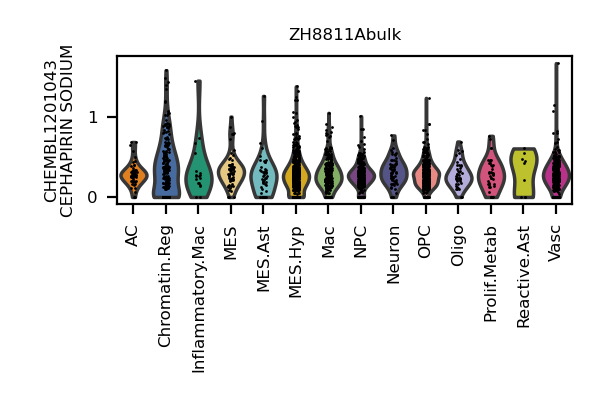 ZH8811Abulk
CHEMBL1201043
CEPHAPIRIN SODIUM
1
0
AC
Chromatin.Reg
Inflammatory.Mac
MES
MES.Ast
MES.Hyp
Mac
NPC
Neuron
OPC
Oligo
Prolif.Metab
Reactive.Ast
Vasc